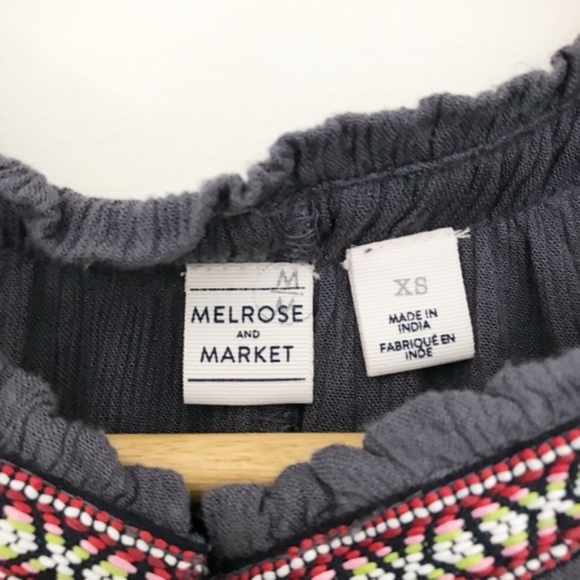 M
M
MELROSE
AND
MARKET
XS
MADE IN
INDIA
FABRIQUÉ EN
INDE